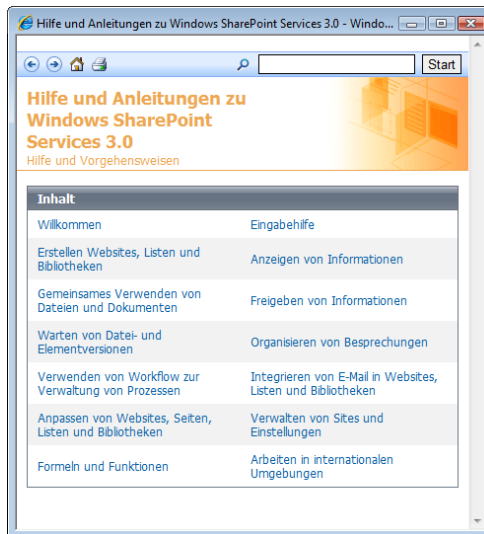 Hilfe und Anleitungen zu Windows SharePoint Services 3.0 - Windo...
Start
Hilfe und Anleitungen zu
Windows SharePoint
Services 3.0
Hilfe und Vorgehensweisen
Inhalt
Willkommen
Eingabehilfe
Erstellen Websites, Listen und
Bibliotheken
Anzeigen von Informationen
Gemeinsames Verwenden von
Dateien und Dokumenten
Freigeben von Informationen
Warten von Datei- und
Elementversionen
Organisieren von Besprechungen
Verwenden von Workflow zur
Verwaltung von Prozessen
Integrieren von E-Mail in Websites,
Listen und Bibliotheken
Anpassen von Websites, Seiten,
Listen und Bibliotheken
Verwalten von Sites und
Einstellungen
Formeln und Funktionen
Arbeiten in internationalen
Umgebungen